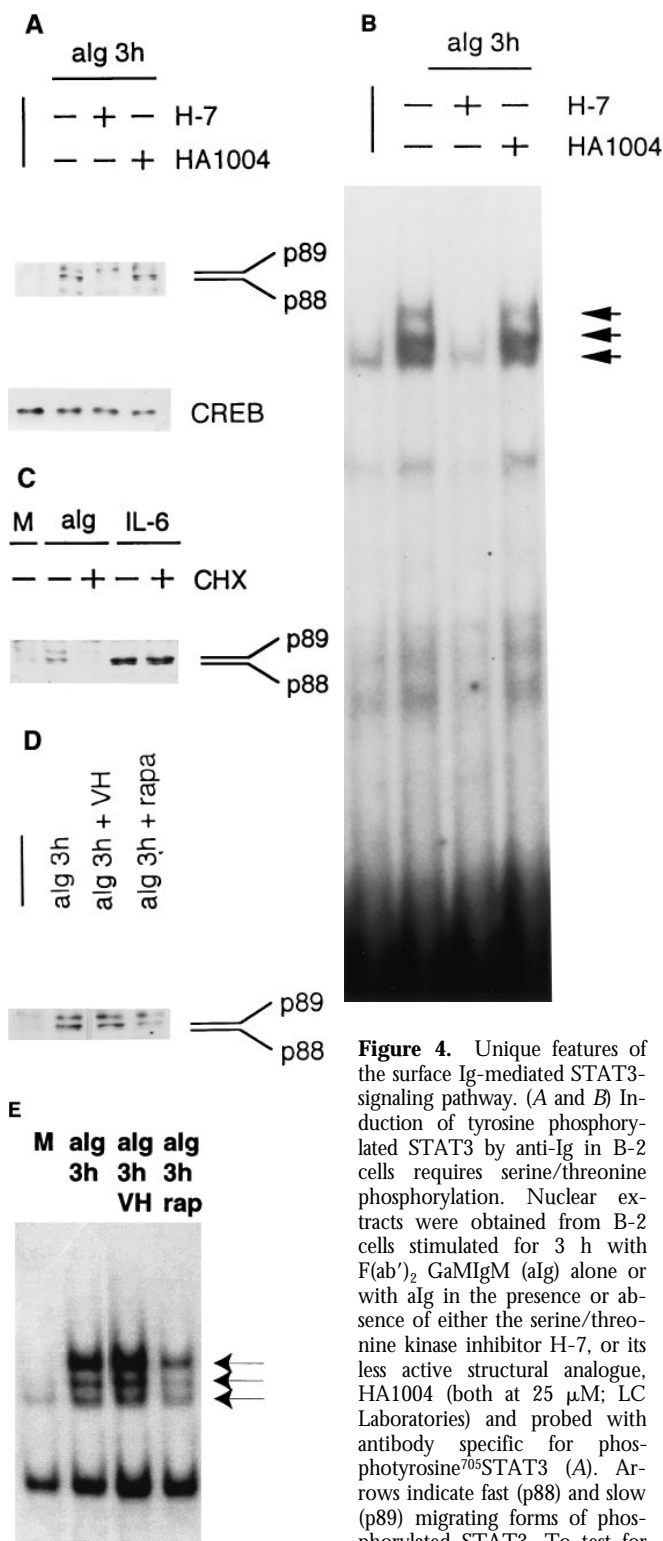 A
aIg 3h
− + − H-7
− − + HA1004
p89
p88
CREB
B
aIg 3h
− + − H-7
− − + HA1004
C
M aIg IL-6
− − + − + CHX
p89
p88
D
aIg 3h
aIg 3h + VH
aIg 3h + rapa
p89
p88
E
M aIg aIg aIg
3h 3h 3h
VH rap
Figure 4. Unique features of
the surface Ig-mediated STAT3-
signaling pathway. (A and B) In-
duction of tyrosine phosphory-
lated STAT3 by anti-Ig in B-2
cells requires serine/threonine
phosphorylation. Nuclear ex-
tracts were obtained from B-2
cells stimulated for 3 h with
F(ab′)₂ GaMIgM (aIg) alone or
with aIg in the presence or ab-
sence of either the serine/threo-
nine kinase inhibitor H-7, or its
less active structural analogue,
HA1004 (both at 25 μM; LC
Laboratories) and probed with
antibody specific for phos-
photyrosine⁷⁰⁵STAT3 (A). Ar-
rows indicate fast (p88) and slow
(p89) migrating forms of phos-
phorylated STAT3. To test for